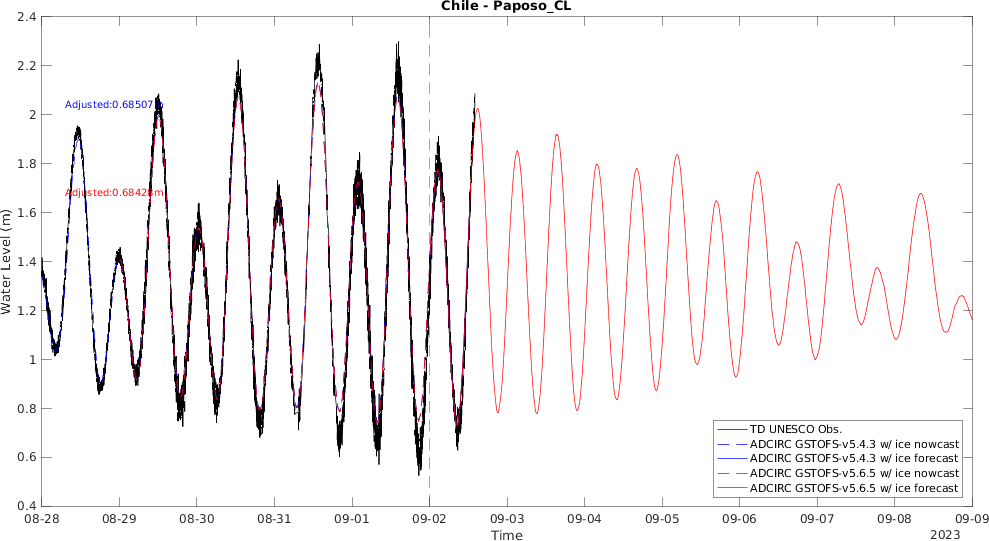 Chile - Paposo_CL
2.4
2.2
2
1.8
1.6
1.4
1.2
1
0.8
0.6
0.4
Water Level (m)
Adjusted:0.68507m
Adjusted:0.68428m
TD UNESCO Obs.
ADCIRC GSTOFS-v5.4.3 w/ ice nowcast
ADCIRC GSTOFS-v5.4.3 w/ ice forecast
ADCIRC GSTOFS-v5.6.5 w/ ice nowcast
ADCIRC GSTOFS-v5.6.5 w/ ice forecast
08-28 08-29 08-30 08-31 09-01 09-02 09-03 09-04 09-05 09-06 09-07 09-08 09-09
Time
2023